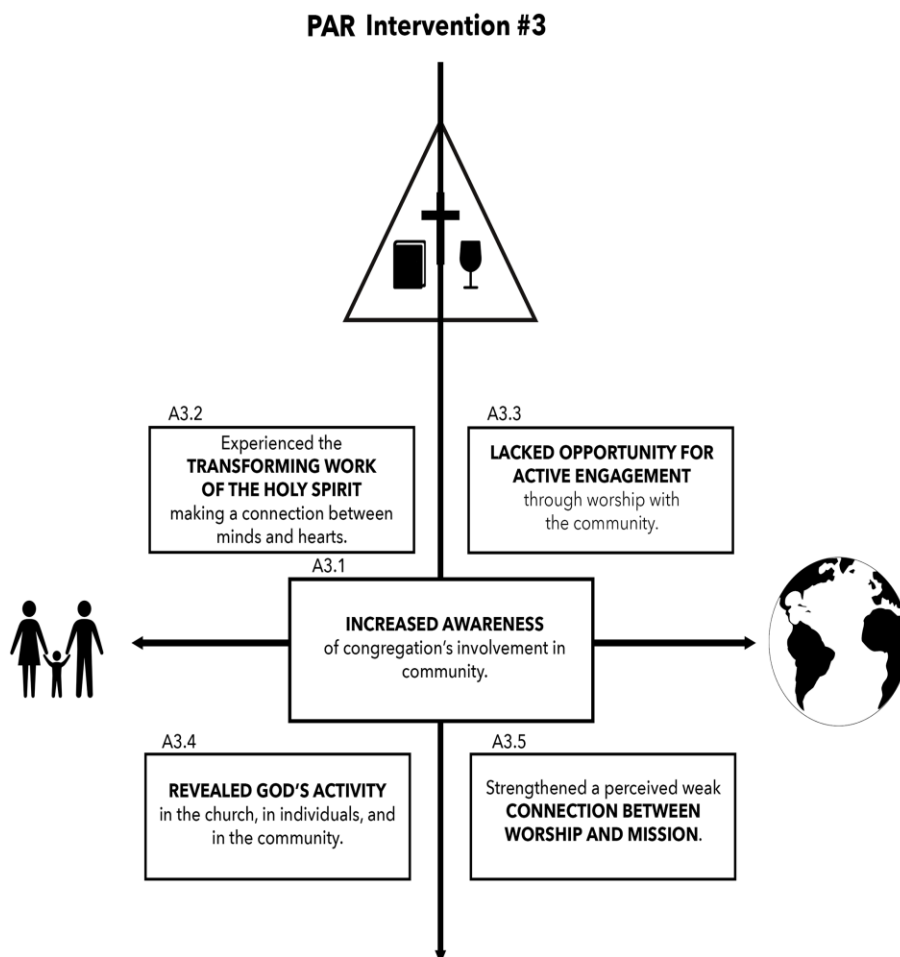 PAR Intervention #3
A3.2
Experienced the
TRANSFORMING WORK
OF THE HOLY SPIRIT
making a connection between
minds and hearts.
A3.3
LACKED OPPORTUNITY FOR
ACTIVE ENGAGEMENT
through worship with
the community.
A3.1
INCREASED AWARENESS
of congregation’s involvement in
community.
A3.4
REVEALED GOD’S ACTIVITY
in the church, in individuals, and
in the community.
A3.5
Strengthened a perceived weak
CONNECTION BETWEEN
WORSHIP AND MISSION.